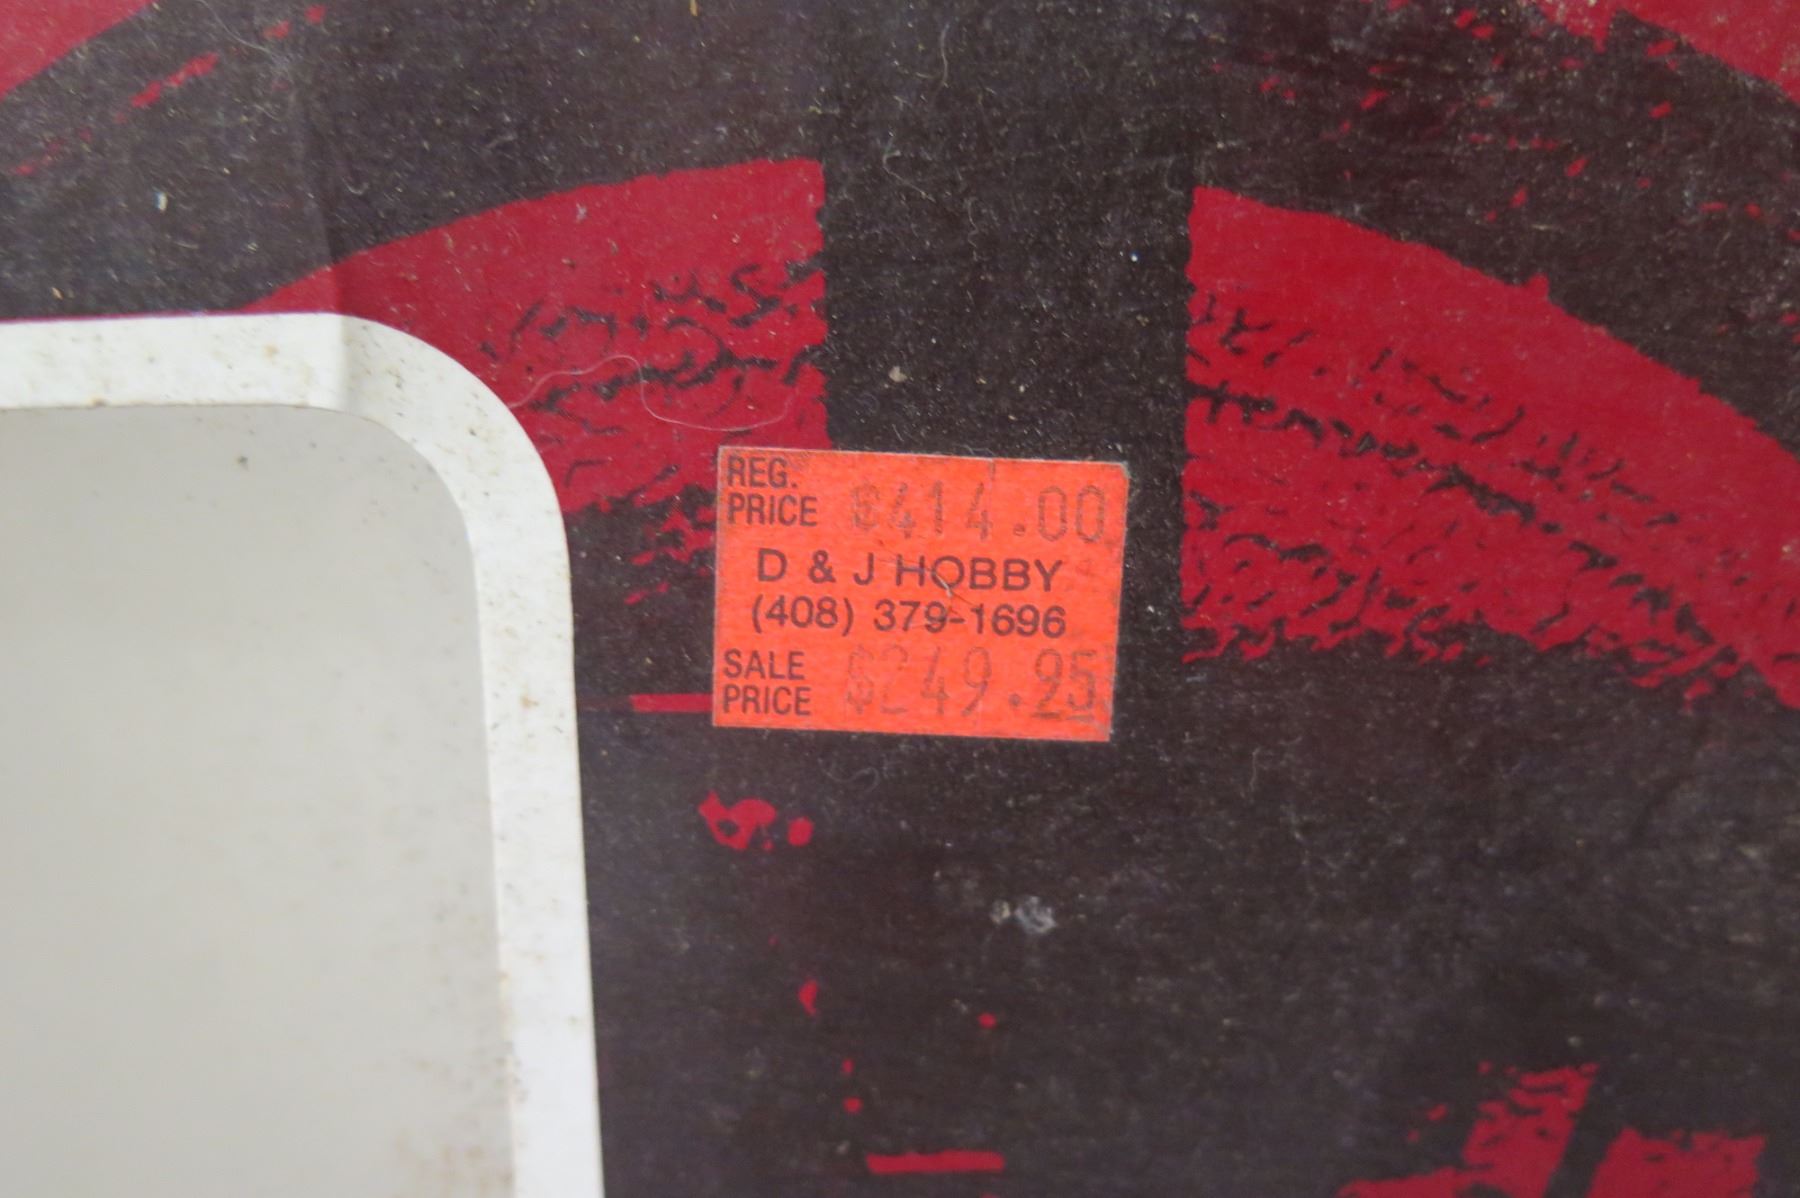 REG.
PRICE $414.00
D & J HOBBY
(408) 379-1696
SALE
PRICE $249.95